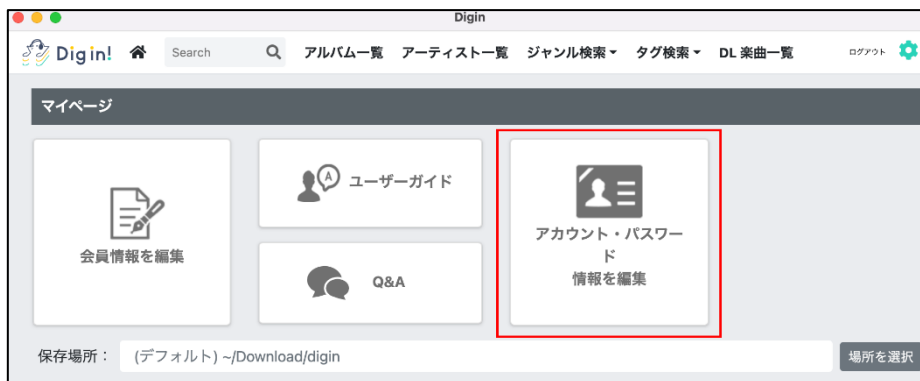 Digin
Digin! Search アルバム一覧 アーティスト一覧 ジャンル検索 タグ検索 DL 楽曲一覧 ログアウト
マイページ
会員情報を編集
A ユーザーガイド
Q&A
アカウント・パスワー
ド
情報を編集
保存場所： (デフォルト) ~/Download/digin 場所を選択